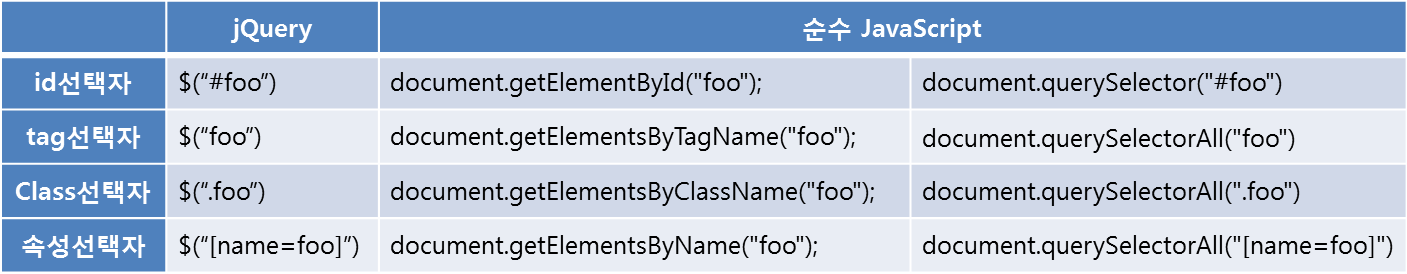 jQuery 순수 JavaScript
id선택자 $(“#foo”) document.getElementById("foo"); document.querySelector("#foo")
tag선택자 $(“foo”) document.getElementsByTagName("foo"); document.querySelectorAll("foo")
Class선택자 $(“.foo”) document.getElementsByClassName("foo"); document.querySelectorAll(".foo")
속성선택자 $(“[name=foo]”) document.getElementsByName("foo"); document.querySelectorAll("[name=foo]")